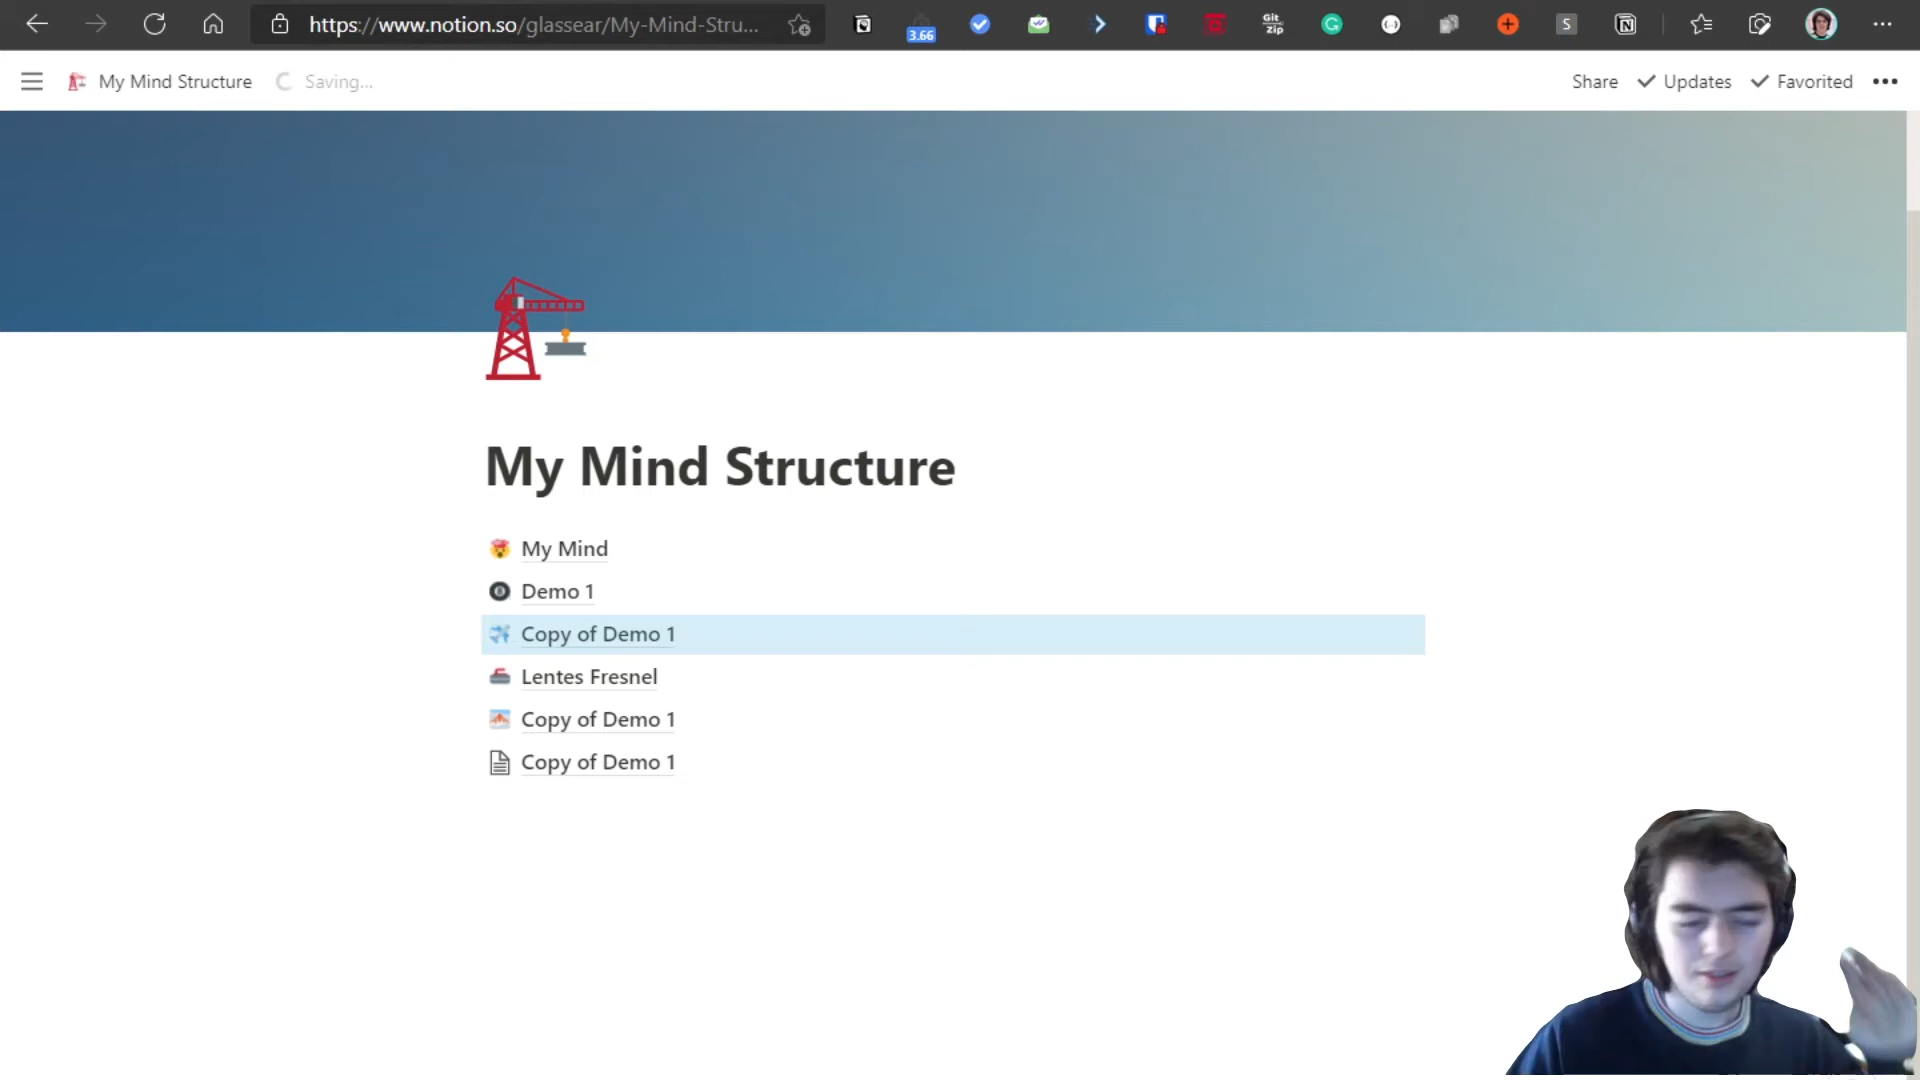 https://www.notion.so/glassear/My-Mind-Stru...
3.66
Git
Zip
G
S
N
My Mind Structure
Saving...
Share
Updates
Favorited
My Mind Structure
My Mind
Demo 1
Copy of Demo 1
Lentes Fresnel
Copy of Demo 1
Copy of Demo 1